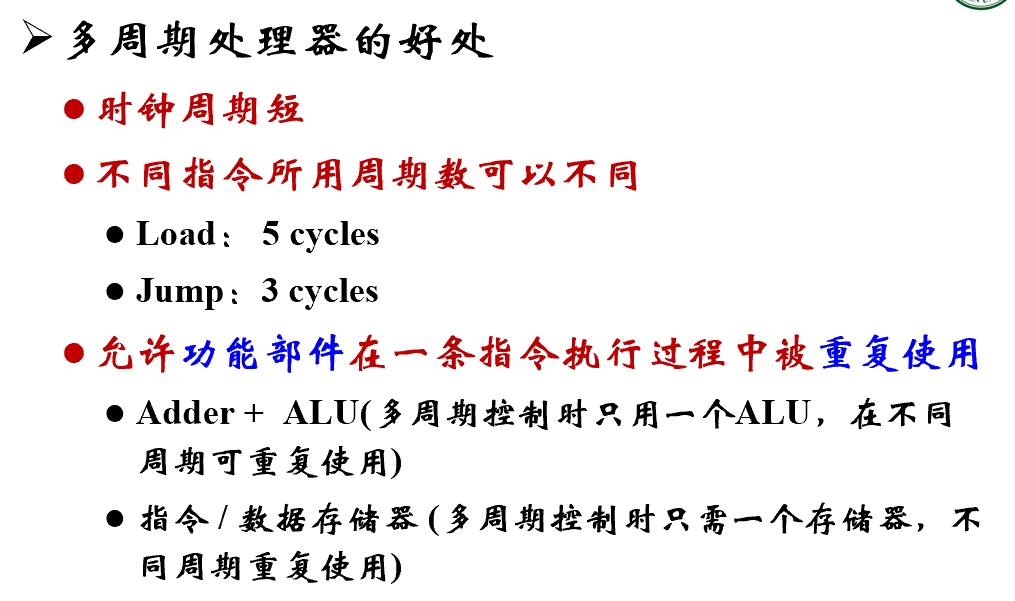 ➢ 多周期处理器的好处
● 时钟周期短
● 不同指令所用周期数可以不同
● Load： 5 cycles
● Jump：3 cycles
● 允许功能部件在一条指令执行过程中被重复使用
● Adder + ALU(多周期控制时只用一个ALU，在不同
周期可重复使用)
● 指令 / 数据存储器 (多周期控制时只需一个存储器，不
同周期重复使用)